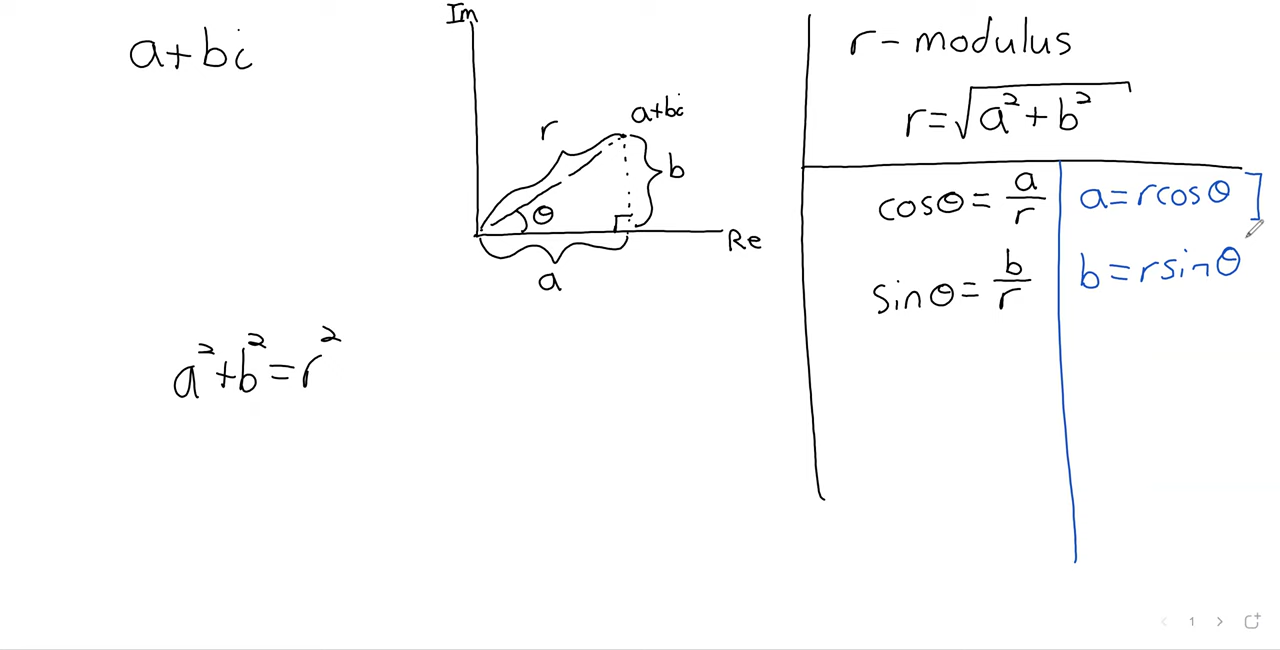 a+bi
Im
a+bi
r
b
θ
Re
a
a²+b²=r²
r - modulus
r=√a²+b²
cosθ = a/r
sinθ = b/r
a=rcosθ ]
b=rsinθ
1